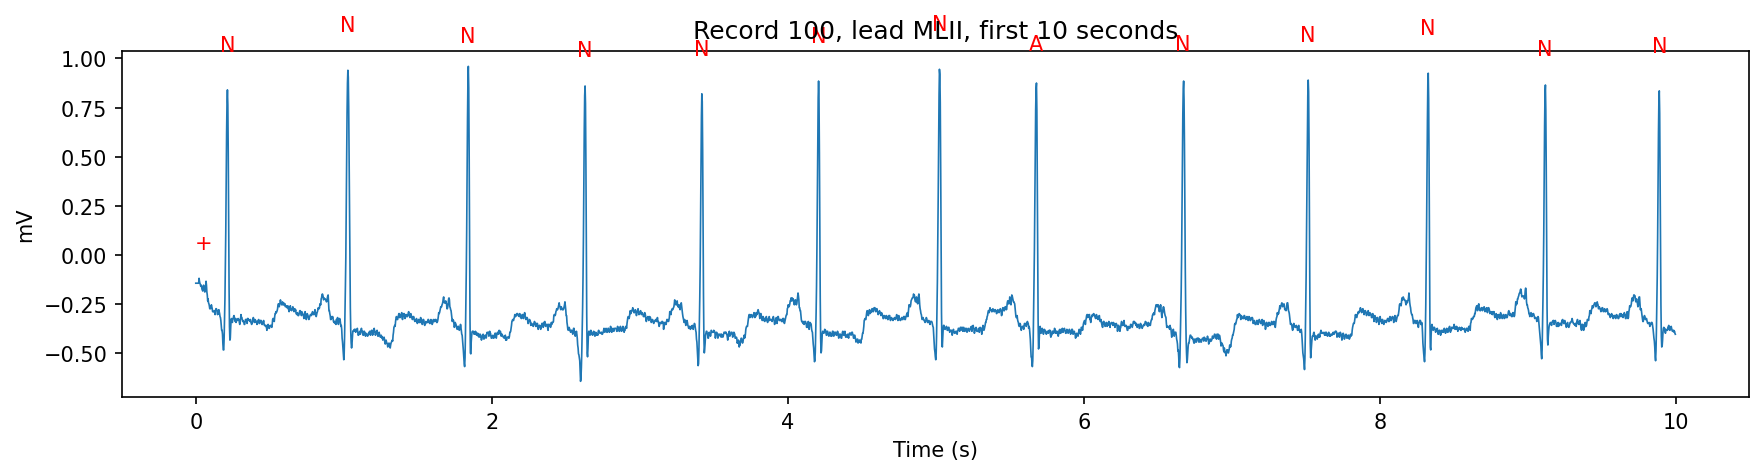 Record 100, lead MLII, first 10 seconds
N N N N N N N A N N N N N
+
1.00
0.75
0.50
0.25
0.00
−0.25
−0.50
mV
0 2 4 6 8 10
Time (s)